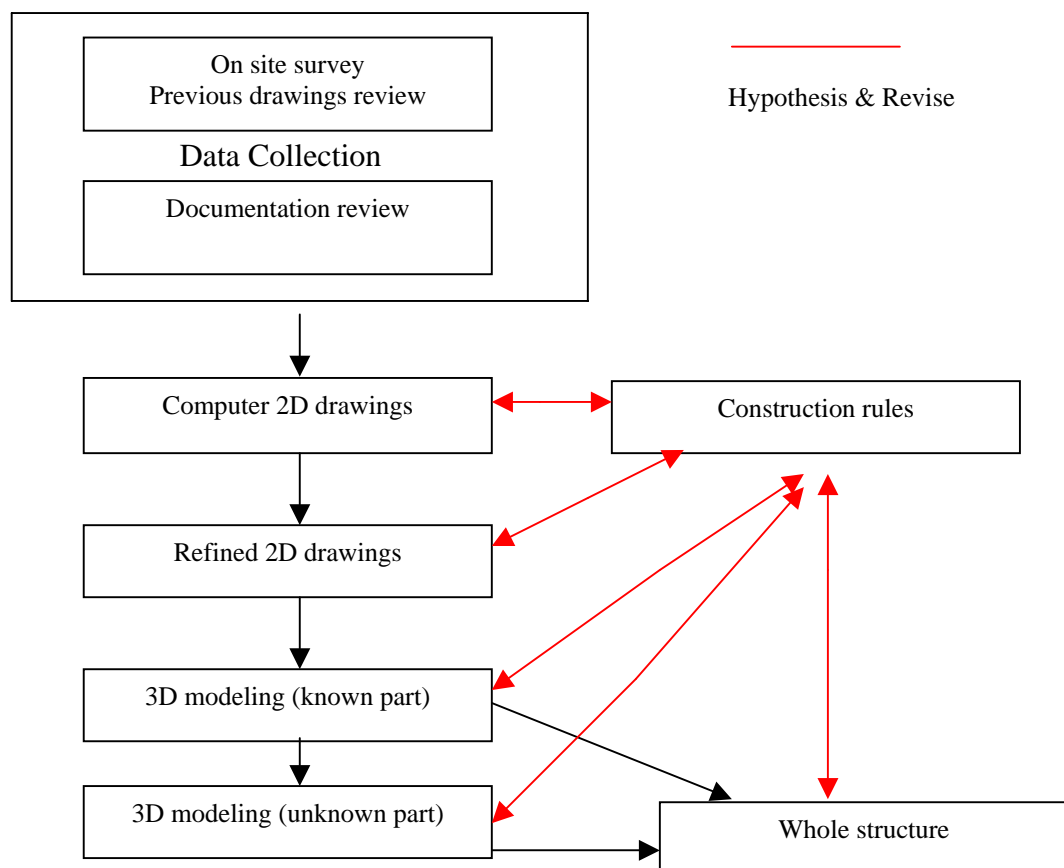 On site survey
Previous drawings review
Hypothesis & Revise
Data Collection
Documentation review
Computer 2D drawings
Construction rules
Refined 2D drawings
3D modeling (known part)
3D modeling (unknown part)
Whole structure